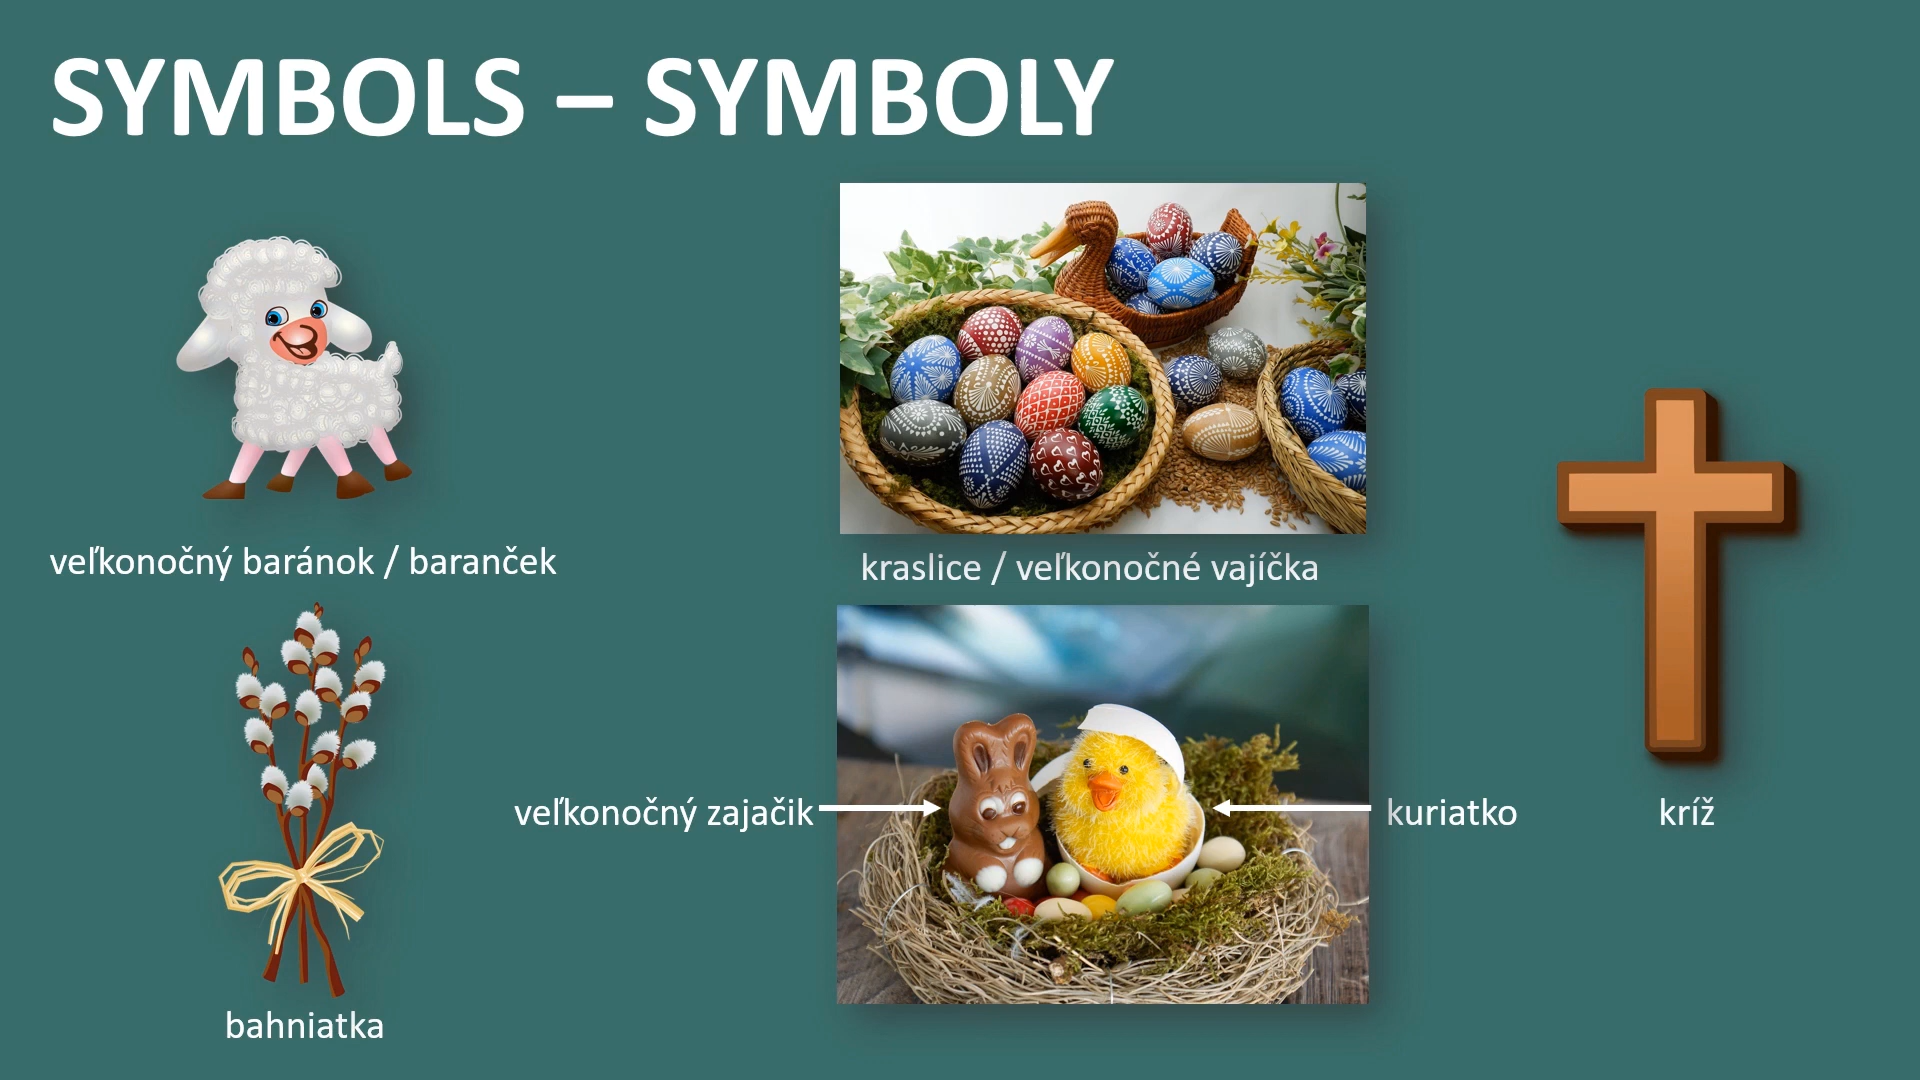 SYMBOLS – SYMBOLY
veľkonočný baránok / baranček
kraslice / veľkonočné vajíčka
veľkonočný zajačik
kuriatko
kríž
bahniatka